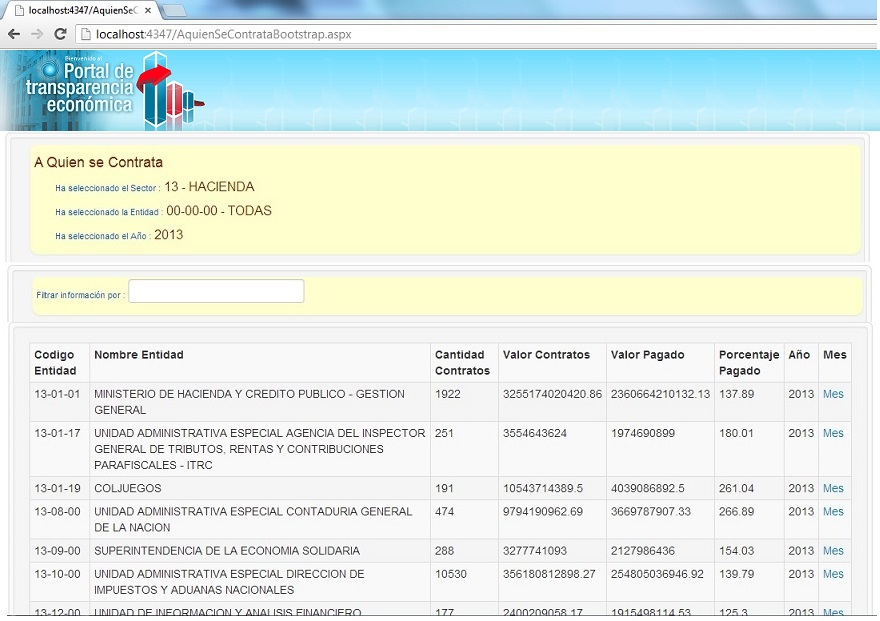 localhost:4347/AquienSeC
localhost:4347/AquienSeContrataBootstrap.aspx
Bienvenido al
Portal de
transparencia
económica
A Quien se Contrata
Ha seleccionado el Sector : 13 - HACIENDA
Ha seleccionado la Entidad : 00-00-00 - TODAS
Ha seleccionado el Año : 2013
Filtrar información por :
Codigo Entidad Nombre Entidad Cantidad Contratos Valor Contratos Valor Pagado Porcentaje Pagado Año Mes
13-01-01 MINISTERIO DE HACIENDA Y CREDITO PUBLICO - GESTION GENERAL 1922 3255174020420.86 2360664210132.13 137.89 2013 Mes
13-01-17 UNIDAD ADMINISTRATIVA ESPECIAL AGENCIA DEL INSPECTOR GENERAL DE TRIBUTOS, RENTAS Y CONTRIBUCIONES PARAFISCALES - ITRC 251 3554643624 1974690899 180.01 2013 Mes
13-01-19 COLJUEGOS 191 10543714389.5 4039086892.5 261.04 2013 Mes
13-08-00 UNIDAD ADMINISTRATIVA ESPECIAL CONTADURIA GENERAL DE LA NACION 474 9794190962.69 3669787907.33 266.89 2013 Mes
13-09-00 SUPERINTENDENCIA DE LA ECONOMIA SOLIDARIA 288 3277741093 2127986436 154.03 2013 Mes
13-10-00 UNIDAD ADMINISTRATIVA ESPECIAL DIRECCION DE IMPUESTOS Y ADUANAS NACIONALES 10530 356180812898.27 254805036946.92 139.79 2013 Mes
13-12-00 UNIDAD DE INFORMACION Y ANALISIS FINANCIERO 177 2400209058.17 1915498114.53 125.3 2013 Mes